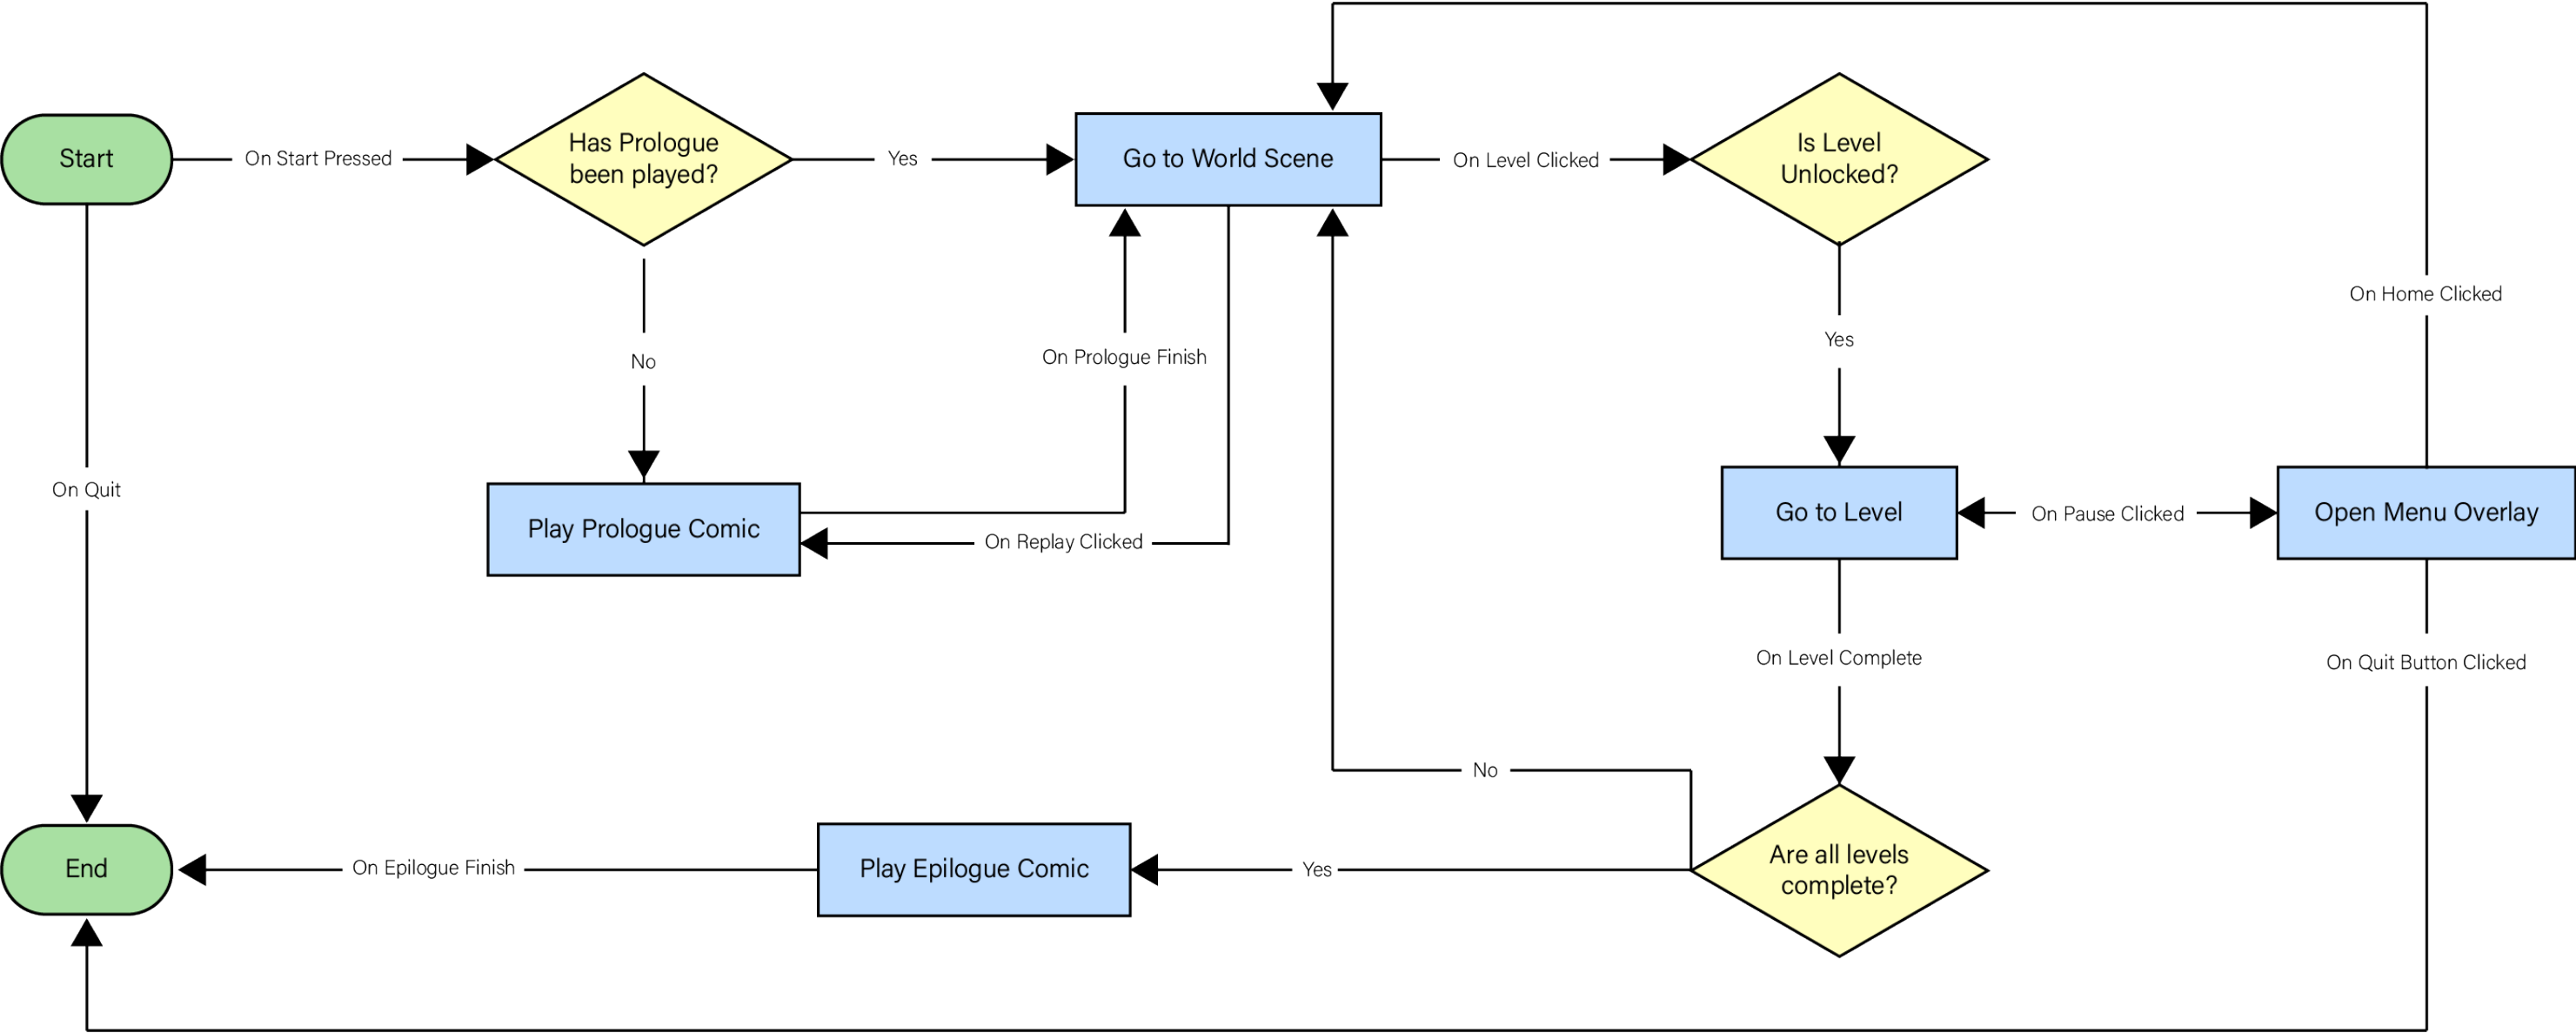 Start
On Start Pressed
Has Prologue
been played?
Yes
Go to World Scene
On Level Clicked
Is Level
Unlocked?
On Home Clicked
Yes
On Prologue Finish
No
On Quit
Play Prologue Comic
On Replay Clicked
Go to Level
On Pause Clicked
Open Menu Overlay
On Level Complete
On Quit Button Clicked
No
Are all levels
complete?
Yes
Play Epilogue Comic
On Epilogue Finish
End